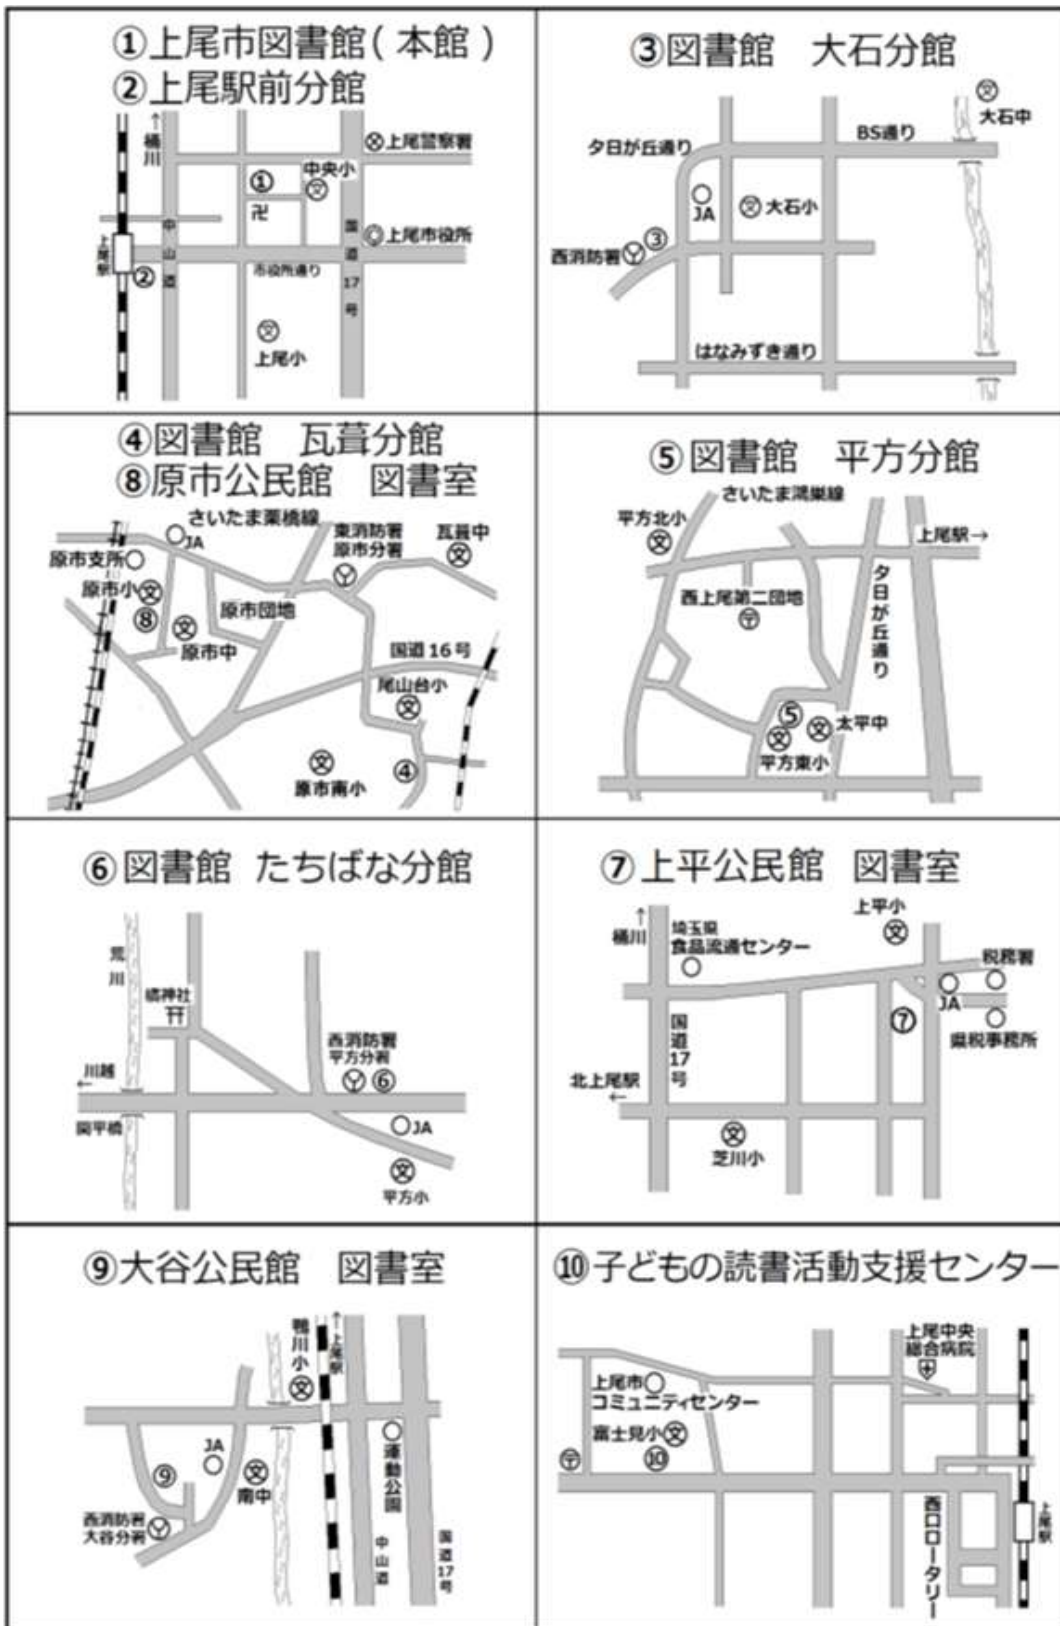 ①上尾市図書館(本館)
②上尾駅前分館
↑桶川
⊗上尾警察署
中央小
文
①
卍
◎上尾市役所
上尾駅
②
中山道
市役所通り
国道17号
文
上尾小
③図書館 大石分館
文
大石中
夕日が丘通り
BS通り
JA
文大石小
西消防署
③
はなみずき通り
④図書館 瓦葺分館
⑧原市公民館 図書室
さいたま栗橋線
JA
東消防署
原市分署
瓦葺中
文
原市支所
原市小文
⑧
文
原市中
原市団地
国道16号
尾山台小
文
文
原市南小
④
⑤図書館 平方分館
さいたま鴻巣線
平方北小
文
上尾駅→
西上尾第二団地
〒
夕日が丘通り
⑤
文
太平中
文
平方東小
⑥図書館 たちばな分館
荒川
橘神社
西消防署
平方分署
⑥
←川越
開平橋
JA
文
平方小
⑦上平公民館 図書室
上平小
文
↑桶川
埼玉県
食品流通センター
税務署
JA
⑦
県税事務所
国道17号
北上尾駅
←
文
芝川小
⑨大谷公民館 図書室
鴨川小
文
↑上尾駅
JA
⑨
文
南中
運動公園
西消防署
大谷分署
中山道
国道17号
⑩子どもの読書活動支援センター
上尾中央
総合病院
上尾市
コミュニティセンター
富士見小文
〒
⑩
西口ロータリー
上尾駅